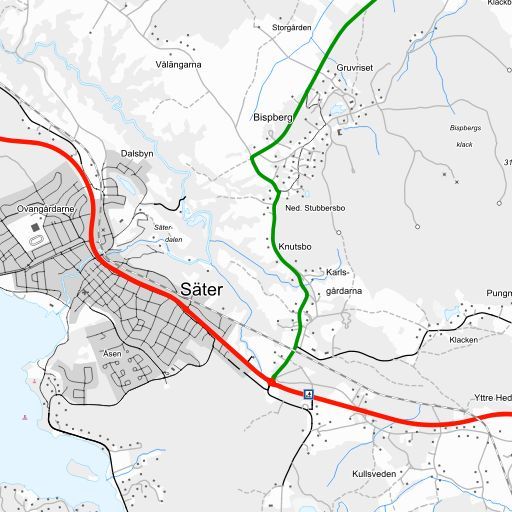 Klackb
Storgården
Vålängarna
Gruvriset
Bispberg
Bispbergs
klack
Dalsbyn
31
Ovangårdarne
Ned. Stubbersbo
Säter-
dalen
Knutsbo
Karls-
gårdarna
Säter
Pungm
Klacken
Åsen
Yttre Hed
Kullsveden